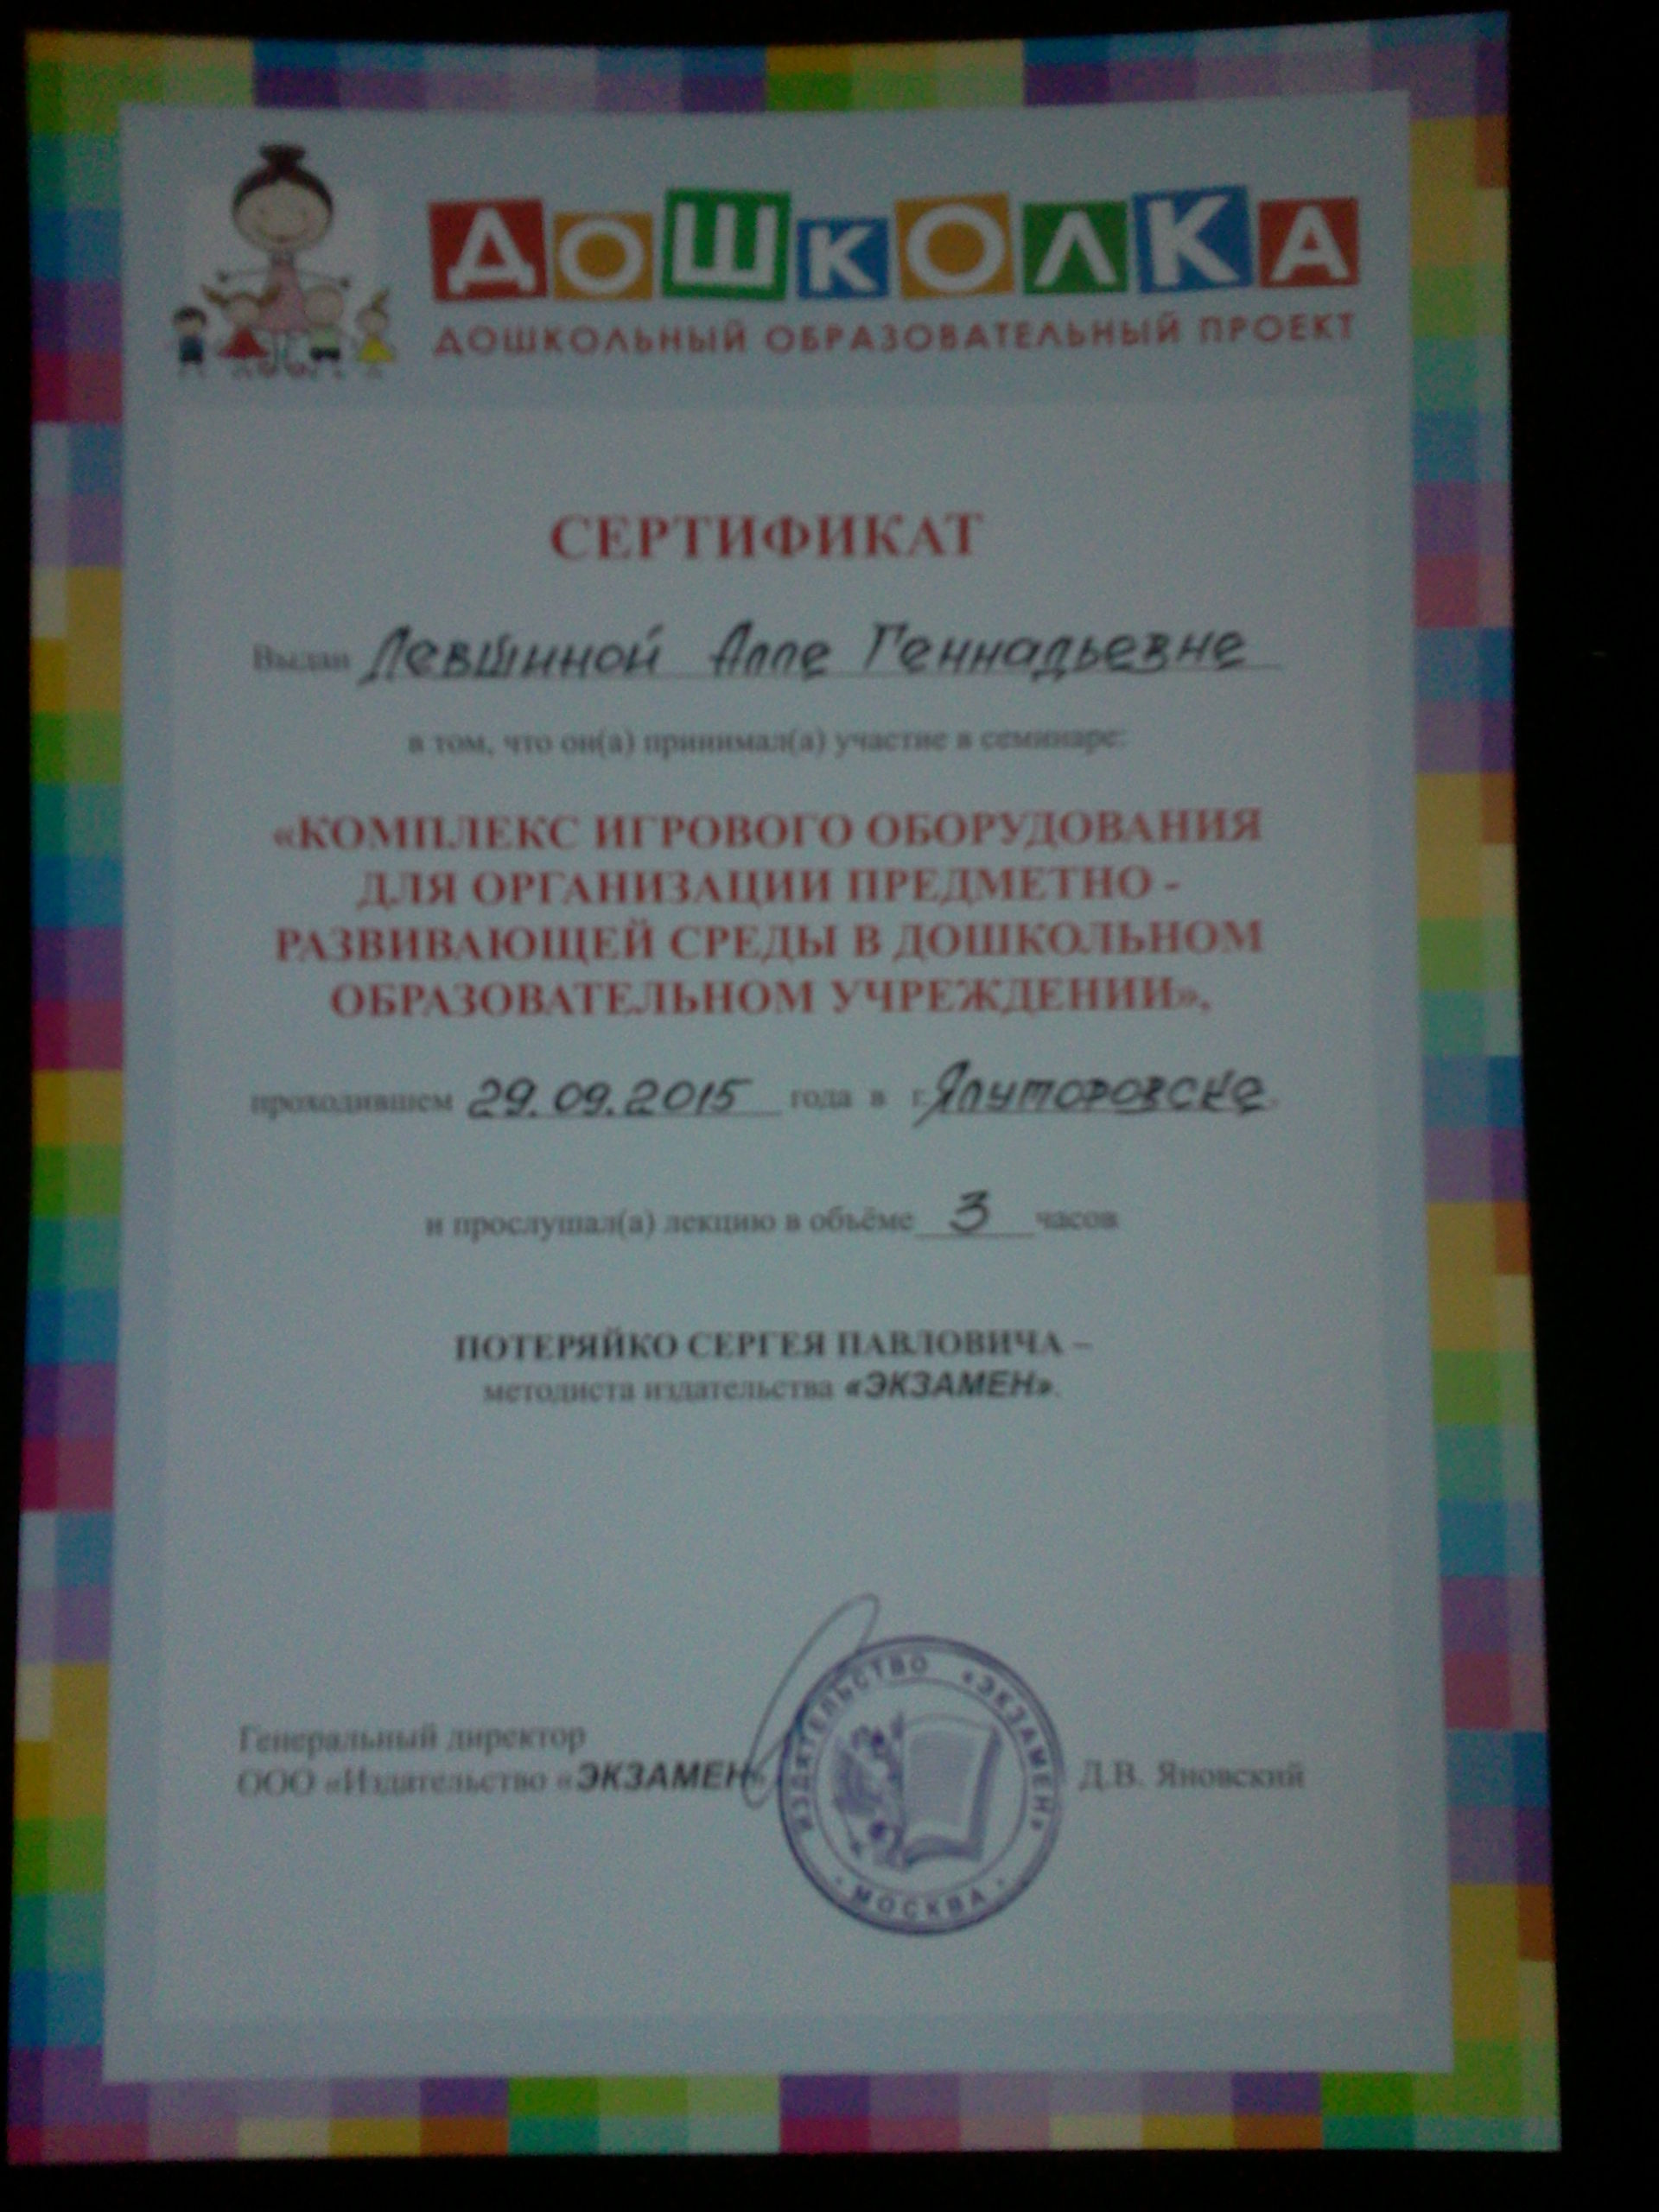 ДОШКОЛКА
ДОШКОЛЬНЫЙ ОБРАЗОВАТЕЛЬНЫЙ ПРОЕКТ
СЕРТИФИКАТ
Выдан Левшиной Алле Геннадьевне
в том, что он(а) принимал(а) участие в семинаре:
«КОМПЛЕКС ИГРОВОГО ОБОРУДОВАНИЯ
ДЛЯ ОРГАНИЗАЦИИ ПРЕДМЕТНО -
РАЗВИВАЮЩЕЙ СРЕДЫ В ДОШКОЛЬНОМ
ОБРАЗОВАТЕЛЬНОМ УЧРЕЖДЕНИИ»,
проходившем 29.09.2015 года в г. Ялуторовске.
и прослушал(а) лекцию в объёме 3 часов
ПОТЕРЯЙКО СЕРГЕЯ ПАВЛОВИЧА –
методиста издательства «ЭКЗАМЕН».
Генеральный директор
ООО «Издательство «ЭКЗАМЕН» Д.В. Яновский
ИЗДАТЕЛЬСТВО «ЭКЗАМЕН»
• МОСКВА •